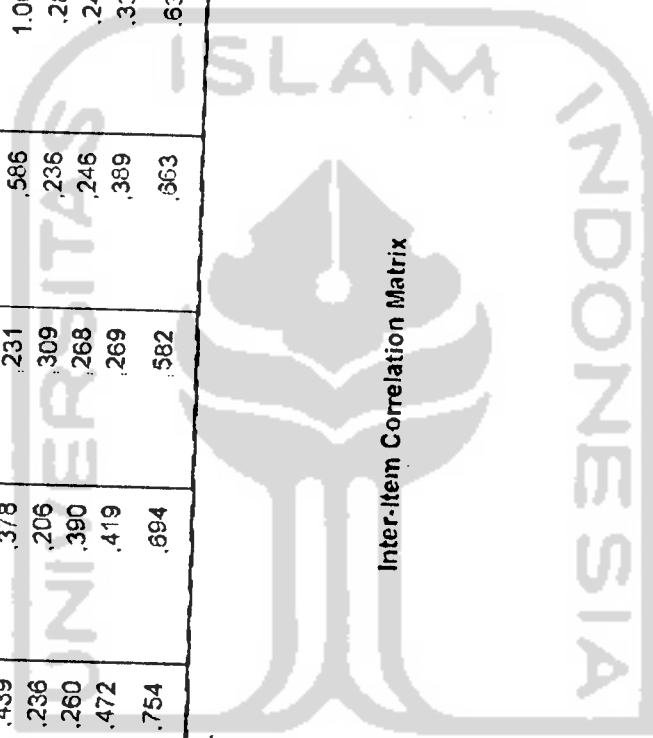 .439 .378 .231 .586
.236 .206 .309 .236
.260 .390 .268 .246
.472 .419 .269 .389
.754 .694 .582 .663
Inter-Item Correlation Matrix
UNIVERSITAS
ISLAM
INDONESIA